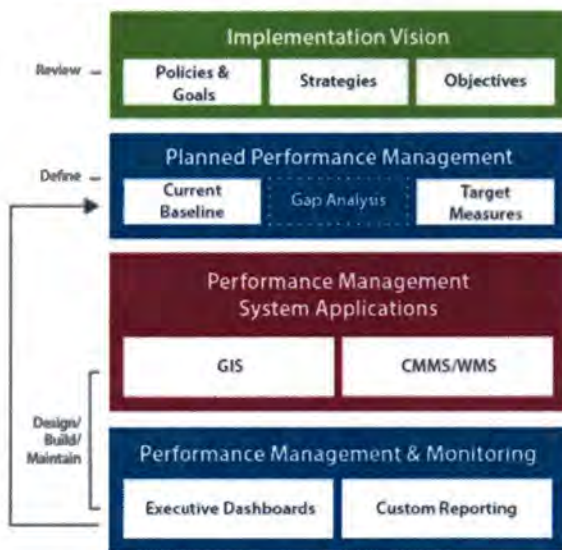 Implementation Vision
Review
Policies &
Goals
Strategies
Objectives
Planned Performance Management
Define
Current
Baseline
Gap Analysis
Target
Measures
Performance Management
System Applications
GIS
CMMS/WMS
Design/
Build/
Maintain
Performance Management & Monitoring
Executive Dashboards
Custom Reporting